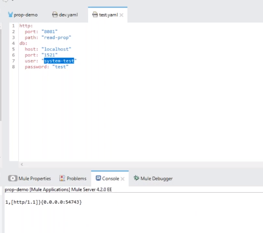 prop-demo dev.yaml test.yaml
1 http:
2 port: "8081"
3 path: "read-prop"
4 db:
5 host: "localhost"
6 port: "1521"
7 user: "system-test"
8 password: "test"
Mule Properties Problems Console Mule Debugger
prop-demo [Mule Applications] Mule Server 4.2.0 EE
1,[http/1.1]}{0.0.0.0:54747}